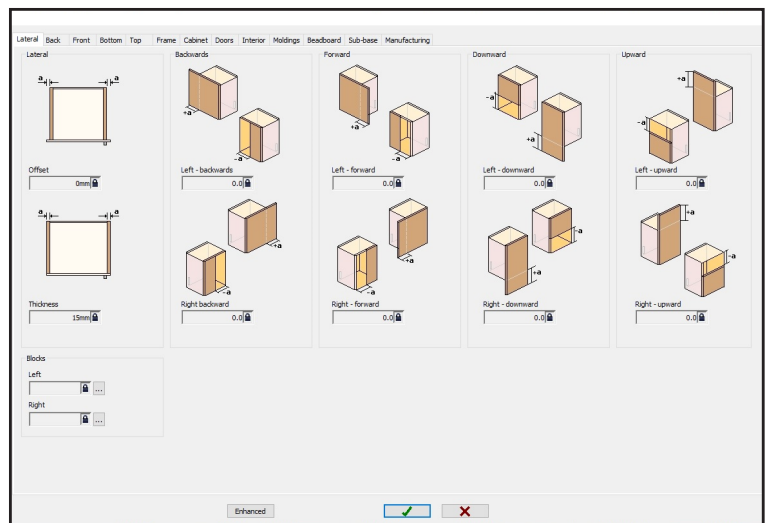 Lateral Back Front Bottom Top Frame Cabinet Doors Interior Moldings Beadboard Sub-base Manufacturing
Lateral
a a
Offset
0mm
a a
Thickness
15mm
Backwards
+a
-a
Left - backwards
0.0
+a
-a
Right backward
0.0
Forward
+a
-a
Left - forward
0.0
+a
-a
Right - forward
0.0
Downward
-a
+a
Left - downward
0.0
-a
+a
Right - downward
0.0
Upward
+a
-a
Left - upward
0.0
+a
-a
Right - upward
0.0
Blocks
Left
...
Right
...
Enhanced